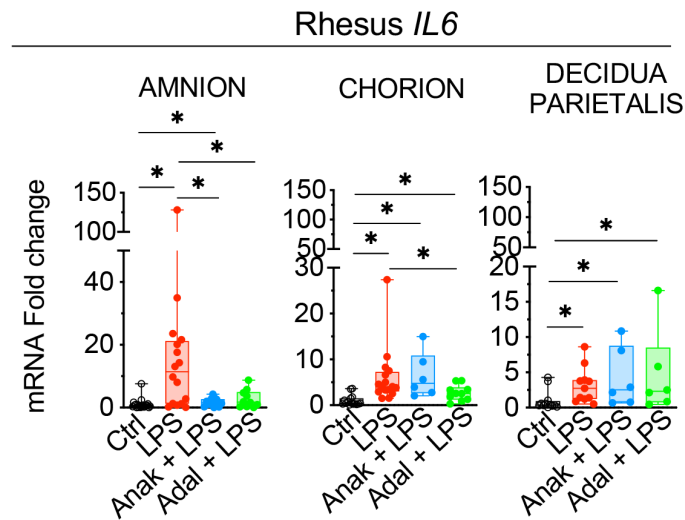 Rhesus IL6
AMNION
CHORION
DECIDUA
PARIETALIS
mRNA Fold change
* * * *
150
100
40
20
0
Ctrl
LPS
Anak + LPS
Adal + LPS
* * * *
150
100
50
30
20
10
0
Ctrl
LPS
Anak + LPS
Adal + LPS
* * *
150
100
50
20
15
10
5
0
Ctrl
LPS
Anak + LPS
Adal + LPS